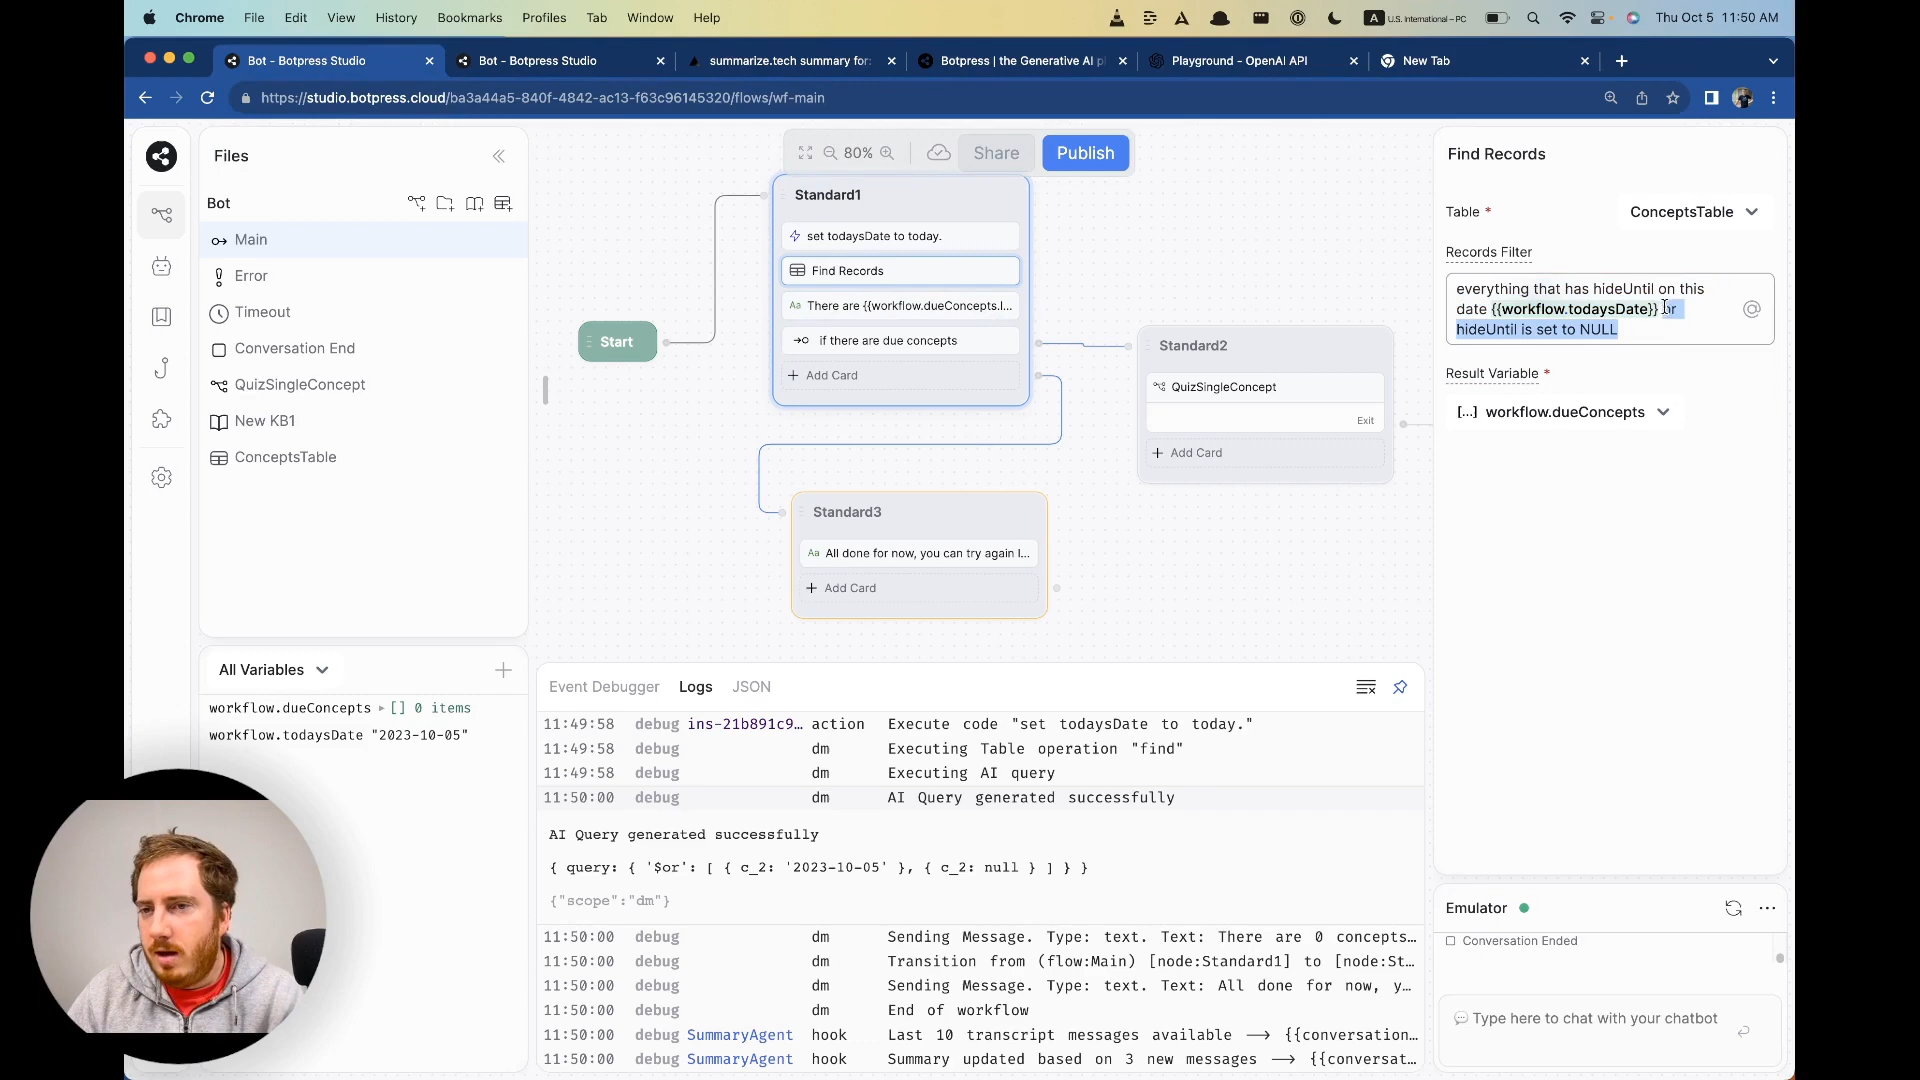 Chrome File Edit View History Bookmarks Profiles Tab Window Help
A U.S. International – PC
Thu Oct 5 11:50 AM
Bot - Botpress Studio
Bot - Botpress Studio
summarize.tech summary for:
Botpress | the Generative AI p
Playground - OpenAI API
New Tab
https://studio.botpress.cloud/ba3a44a5-840f-4842-ac13-f63c96145320/flows/wf-main
Files
Bot
Main
Error
Timeout
Conversation End
QuizSingleConcept
New KB1
ConceptsTable
All Variables
workflow.dueConcepts [] 0 items
workflow.todaysDate "2023-10-05"
80%
Share
Publish
Start
Standard1
set todaysDate to today.
Find Records
Aa There are {{workflow.dueConcepts.l...
if there are due concepts
Add Card
Standard2
QuizSingleConcept
Exit
Add Card
Standard3
Aa All done for now, you can try again l...
Add Card
Event Debugger Logs JSON
11:49:58 debug ins-21b891c9… action Execute code "set todaysDate to today."
11:49:58 debug dm Executing Table operation "find"
11:49:58 debug dm Executing AI query
11:50:00 debug dm AI Query generated successfully
AI Query generated successfully
{ query: { '$or': [ { c_2: '2023-10-05' }, { c_2: null } ] } }
{"scope":"dm"}
11:50:00 debug dm Sending Message. Type: text. Text: There are 0 concepts…
11:50:00 debug dm Transition from (flow:Main) [node:Standard1] to [node:St…
11:50:00 debug dm Sending Message. Type: text. Text: All done for now, y…
11:50:00 debug dm End of workflow
11:50:00 debug SummaryAgent hook Last 10 transcript messages available —> {{conversation…
11:50:00 debug SummaryAgent hook Summary updated based on 3 new messages —> {{conversat…
Find Records
Table *
ConceptsTable
Records Filter
everything that has hideUntil on this
date {{workflow.todaysDate}} or
hideUntil is set to NULL
Result Variable *
[...] workflow.dueConcepts
Emulator
Conversation Ended
Type here to chat with your chatbot